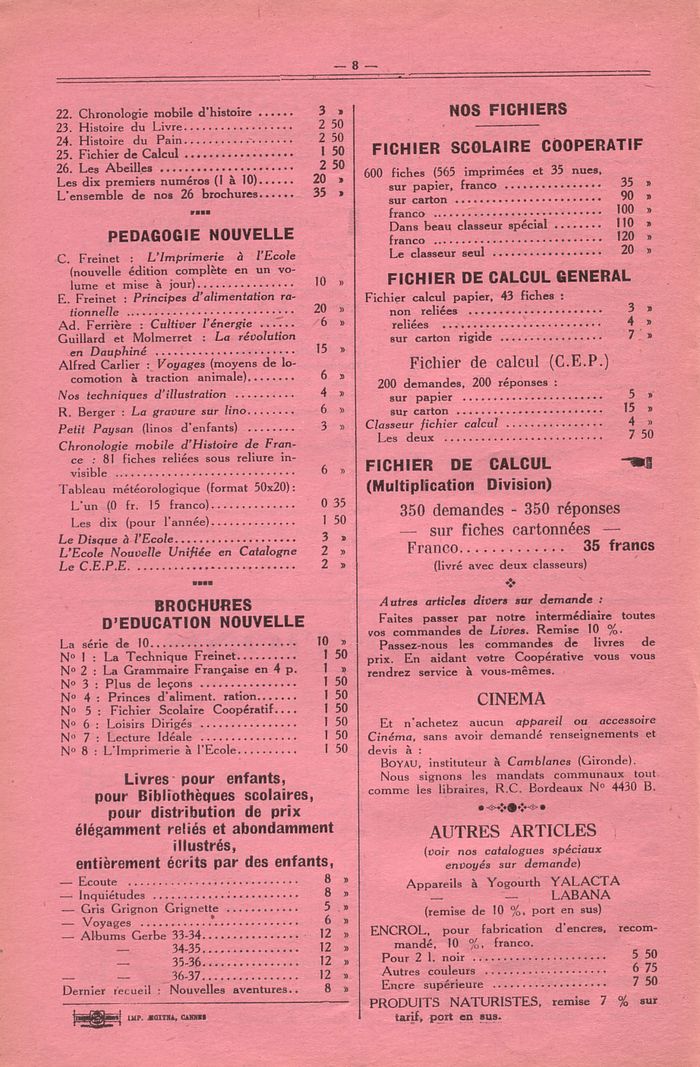 — 8 —
22. Chronologie mobile d'histoire ...... 3 »
23. Histoire du Livre.................. 2 50
24. Histoire du Pain.................. 2 50
25. Fichier de Calcul .................. 1 50
26. Les Abeilles ...................... 2 50
Les dix premiers numéros (1 à 10)...... 20 »
L'ensemble de nos 26 brochures...... 35 »
PEDAGOGIE NOUVELLE
C. Freinet : L'Imprimerie à l'Ecole
(nouvelle édition complète en un vo-
lume et mise à jour)................ 10 »
E. Freinet : Principes d'alimentation ra-
tionnelle ............................ 20 »
Ad. Ferrière : Cultiver l'énergie ...... 6 »
Guillard et Molmerret : La révolution
en Dauphiné ...................... 15 »
Alfred Carlier : Voyages (moyens de lo-
comotion à traction animale)........ 6 »
Nos techniques d'illustration .......... 4 »
R. Berger : La gravure sur lino........ 6 »
Petit Paysan (linos d'enfants) ........ 3 »
Chronologie mobile d'Histoire de Fran-
ce : 81 fiches reliées sous reliure in-
visible ............................ 6 »
Tableau météorologique (format 50x20):
L'un (0 fr. 15 franco).............. 0 35
Les dix (pour l'année).............. 1 50
Le Disque à l'Ecole.................... 3 »
L'Ecole Nouvelle Unifiée en Catalogne 2 »
Le C.E.P.E. .......................... 2 »
BROCHURES
D'EDUCATION NOUVELLE
La série de 10........................ 10 »
No 1 : La Technique Freinet.......... 1 50
No 2 : La Grammaire Française en 4 p. 1 »
No 3 : Plus de leçons ................ 1 50
No 4 : Princes d'aliment. ration....... 1 50
No 5 : Fichier Scolaire Coopératif.... 1 50
No 6 : Loisirs Dirigés ................ 1 50
No 7 : Lecture Idéale ................ 1 50
No 8 : L'Imprimerie à l'Ecole.......... 1 50
Livres pour enfants,
pour Bibliothèques scolaires,
pour distribution de prix
élégamment reliés et abondamment
illustrés,
entièrement écrits par des enfants,
— Ecoute ............................ 8 »
— Inquiétudes ........................ 8 »
— Gris Grignon Grignette ............ 5 »
— Voyages .......................... 6 »
— Albums Gerbe 33-34................ 12 »
— 34-35................ 12 »
— 35-36................ 12 »
— — 36-37................ 12 »
Dernier recueil : Nouvelles aventures.. 8 »
IMP. ÆGITNA, CANNES
NOS FICHIERS
FICHIER SCOLAIRE COOPERATIF
600 fiches (565 imprimées et 35 nues,
sur papier, franco ................ 35 »
sur carton ........................ 90 »
franco ............................ 100 »
Dans beau classeur spécial ........ 110 »
franco ............................ 120 »
Le classeur seul .................... 20 »
FICHIER DE CALCUL GENERAL
Fichier calcul papier, 43 fiches :
non reliées ...................... 3 »
reliées .......................... 4 »
sur carton rigide .................. 7 »
Fichier de calcul (C.E.P.)
200 demandes, 200 réponses :
sur papier ........................ 5 »
sur carton ........................ 15 »
Classeur fichier calcul ................ 4 »
Les deux .......................... 7 50
FICHIER DE CALCUL
(Multiplication Division)
350 demandes - 350 réponses
— sur fiches cartonnées —
Franco............ 35 francs
(livré avec deux classeurs)
Autres articles divers sur demande :
Faites passer par notre intermédiaire toutes
vos commandes de Livres. Remise 10 %.
Passez-nous les commandes de livres de
prix. En aidant votre Coopérative vous vous
rendrez service à vous-mêmes.
CINEMA
Et n'achetez aucun appareil ou accessoire
Cinéma, sans avoir demandé renseignements et
devis à :
BOYAU, instituteur à Camblanes (Gironde).
Nous signons les mandats communaux tout
comme les libraires, R.C. Bordeaux No 4430 B.
AUTRES ARTICLES
(voir nos catalogues spéciaux
envoyés sur demande)
Appareils à Yogourth YALACTA
— — LABANA
(remise de 10 %, port en sus)
ENCROL, pour fabrication d'encres, recom-
mandé, 10 %, franco.
Pour 2 l. noir ...................... 5 50
Autres couleurs .................... 6 75
Encre supérieure .................... 7 50
PRODUITS NATURISTES, remise 7 % sur
tarif, port en sus.